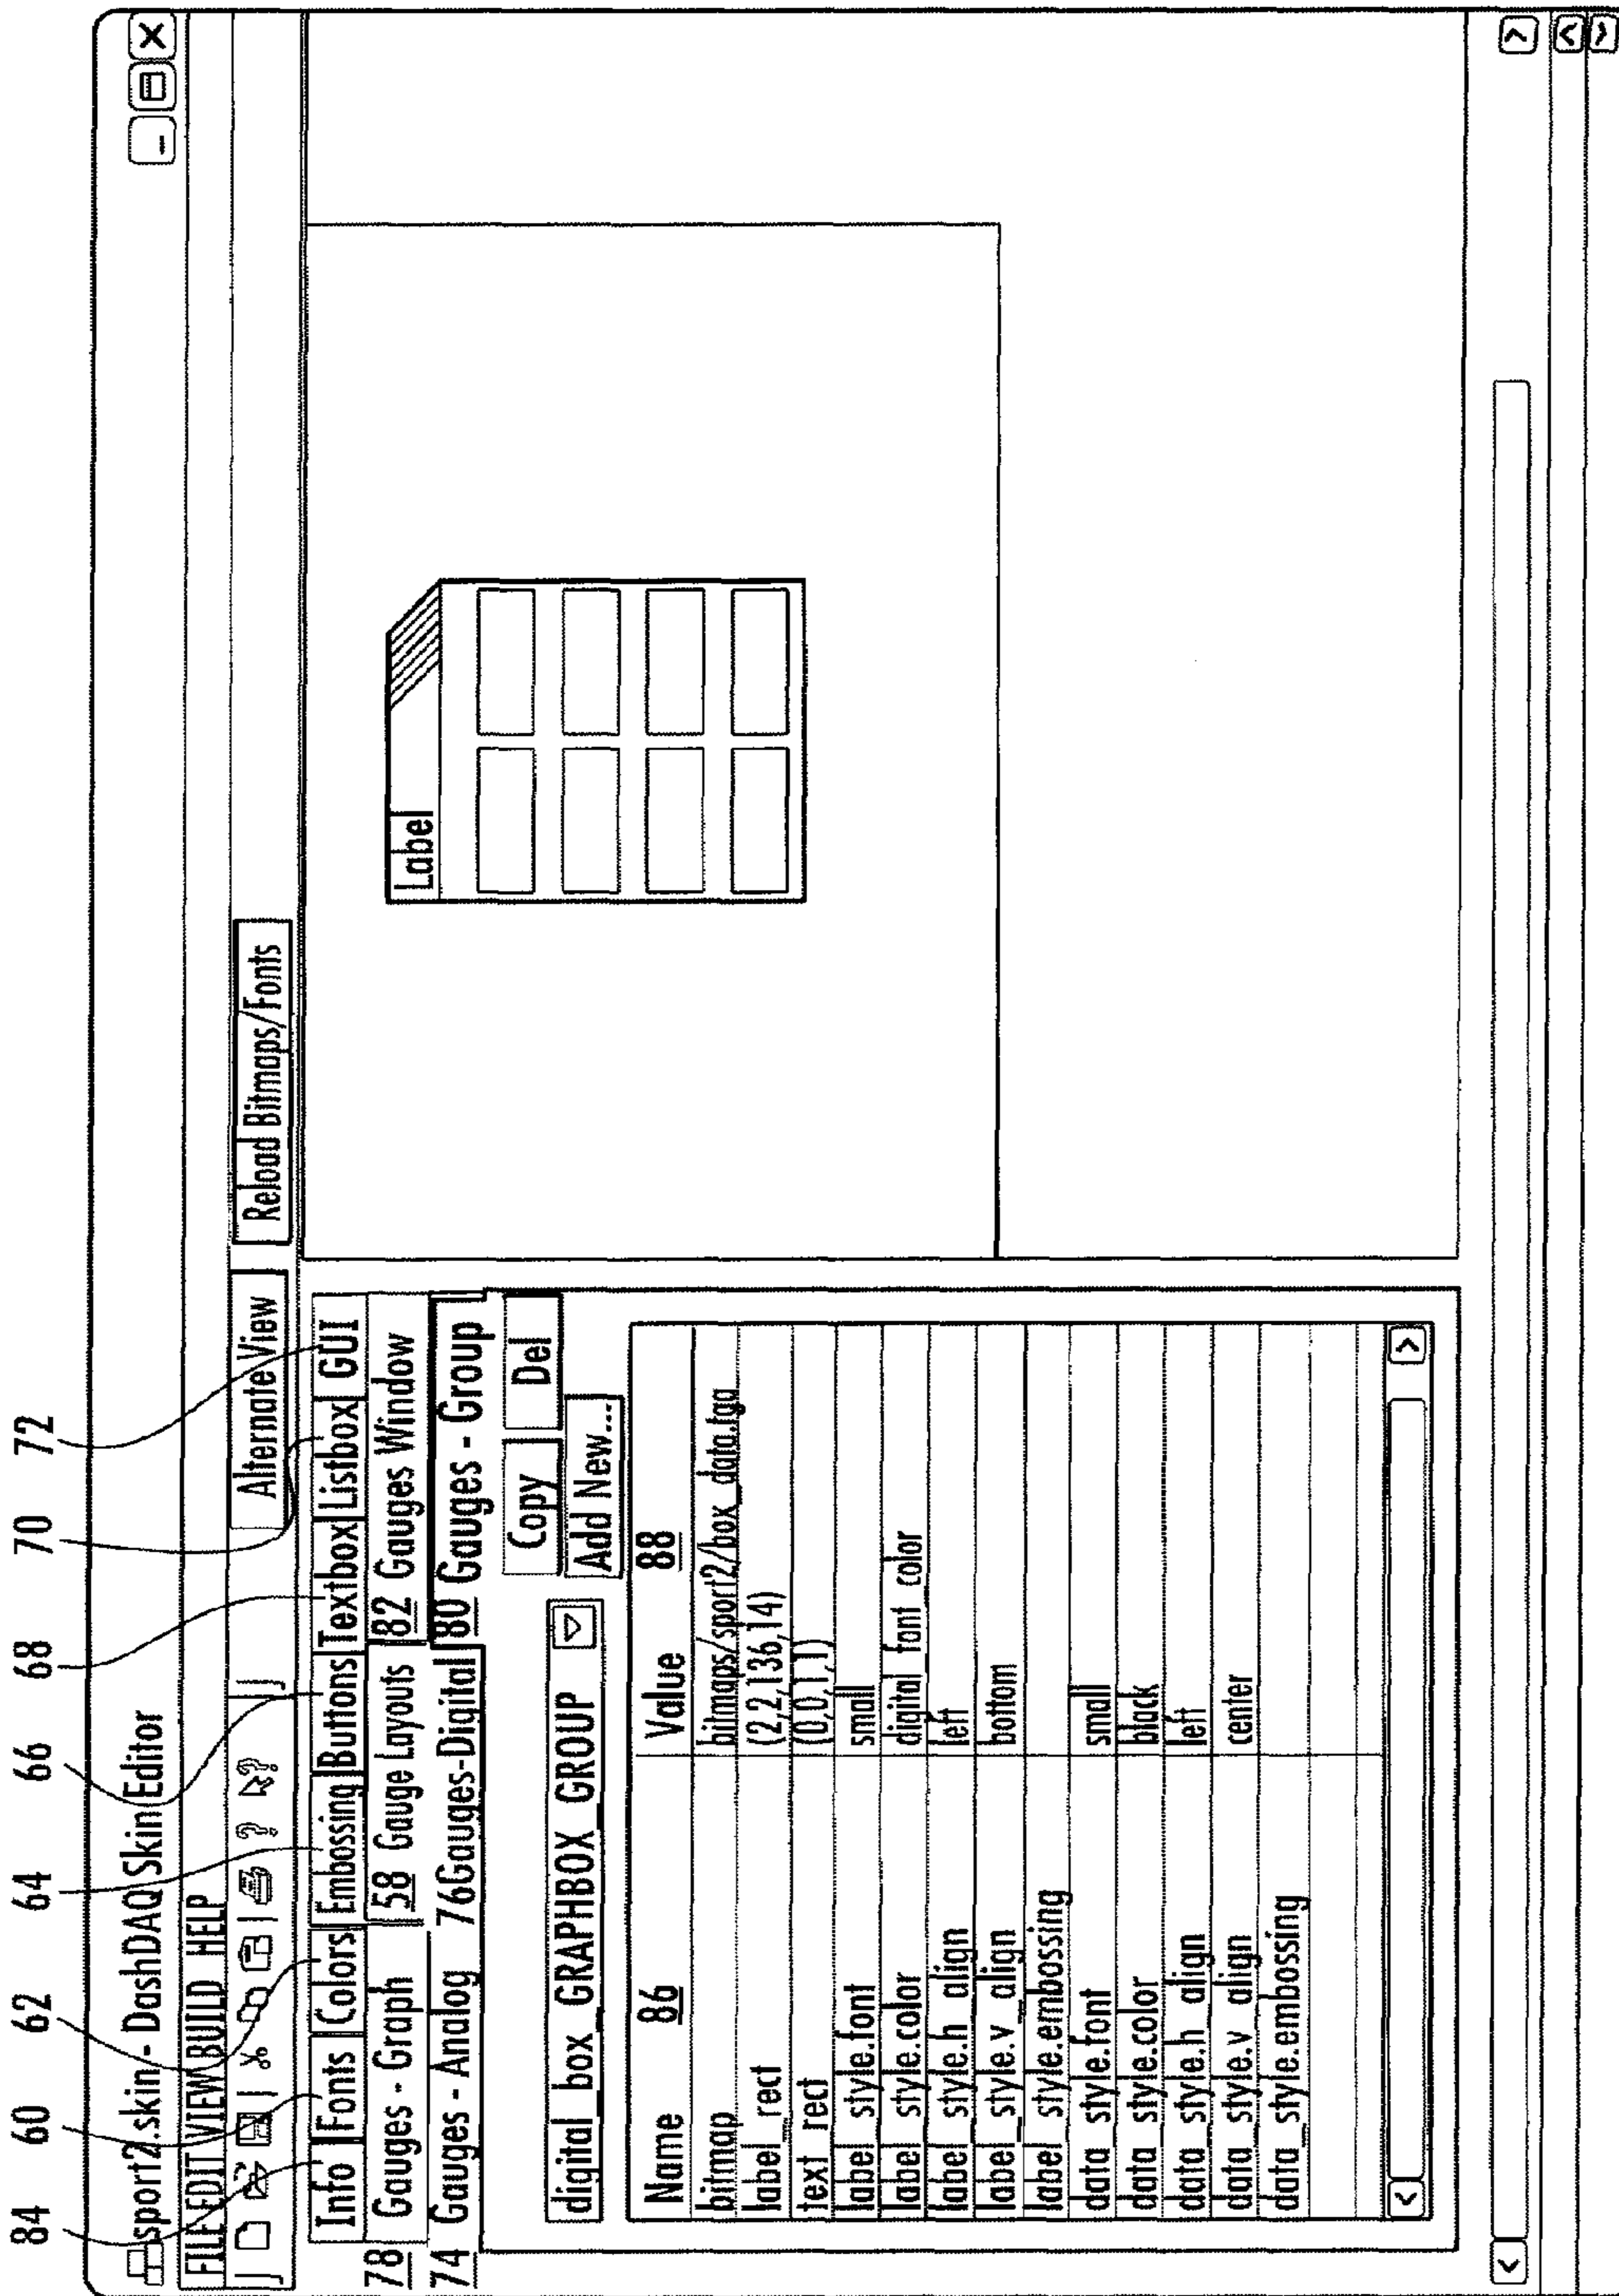 84 60 62 64 66 68 70 72
sport2.skin - DashDAQ Skin Editor
FILE EDIT VIEW BUILD HELP
Alternate View Reload Bitmaps/Fonts
Info Fonts Colors Embossing Buttons Textbox Listbox GUI
78 Gauges - Graph 58 Gauge Layouts 82 Gauges Window
74 Gauges - Analog 76 Gauges-Digital 80 Gauges - Group
Copy Del
digital_box_GRAPHBOX_GROUP Add New...
Name 86 Value 88
bitmap bitmaps/sport2/box_data.tga
label_rect (2,2,136,14)
text_rect (0,0,1,1)
label_style.font small
label_style.color digital_font_color
label_style.h_align left
label_style.v_align bottom
label_style.embossing
data_style.font small
data_style.color black
data_style.h_align left
data_style.v_align center
data_style.embossing
Label